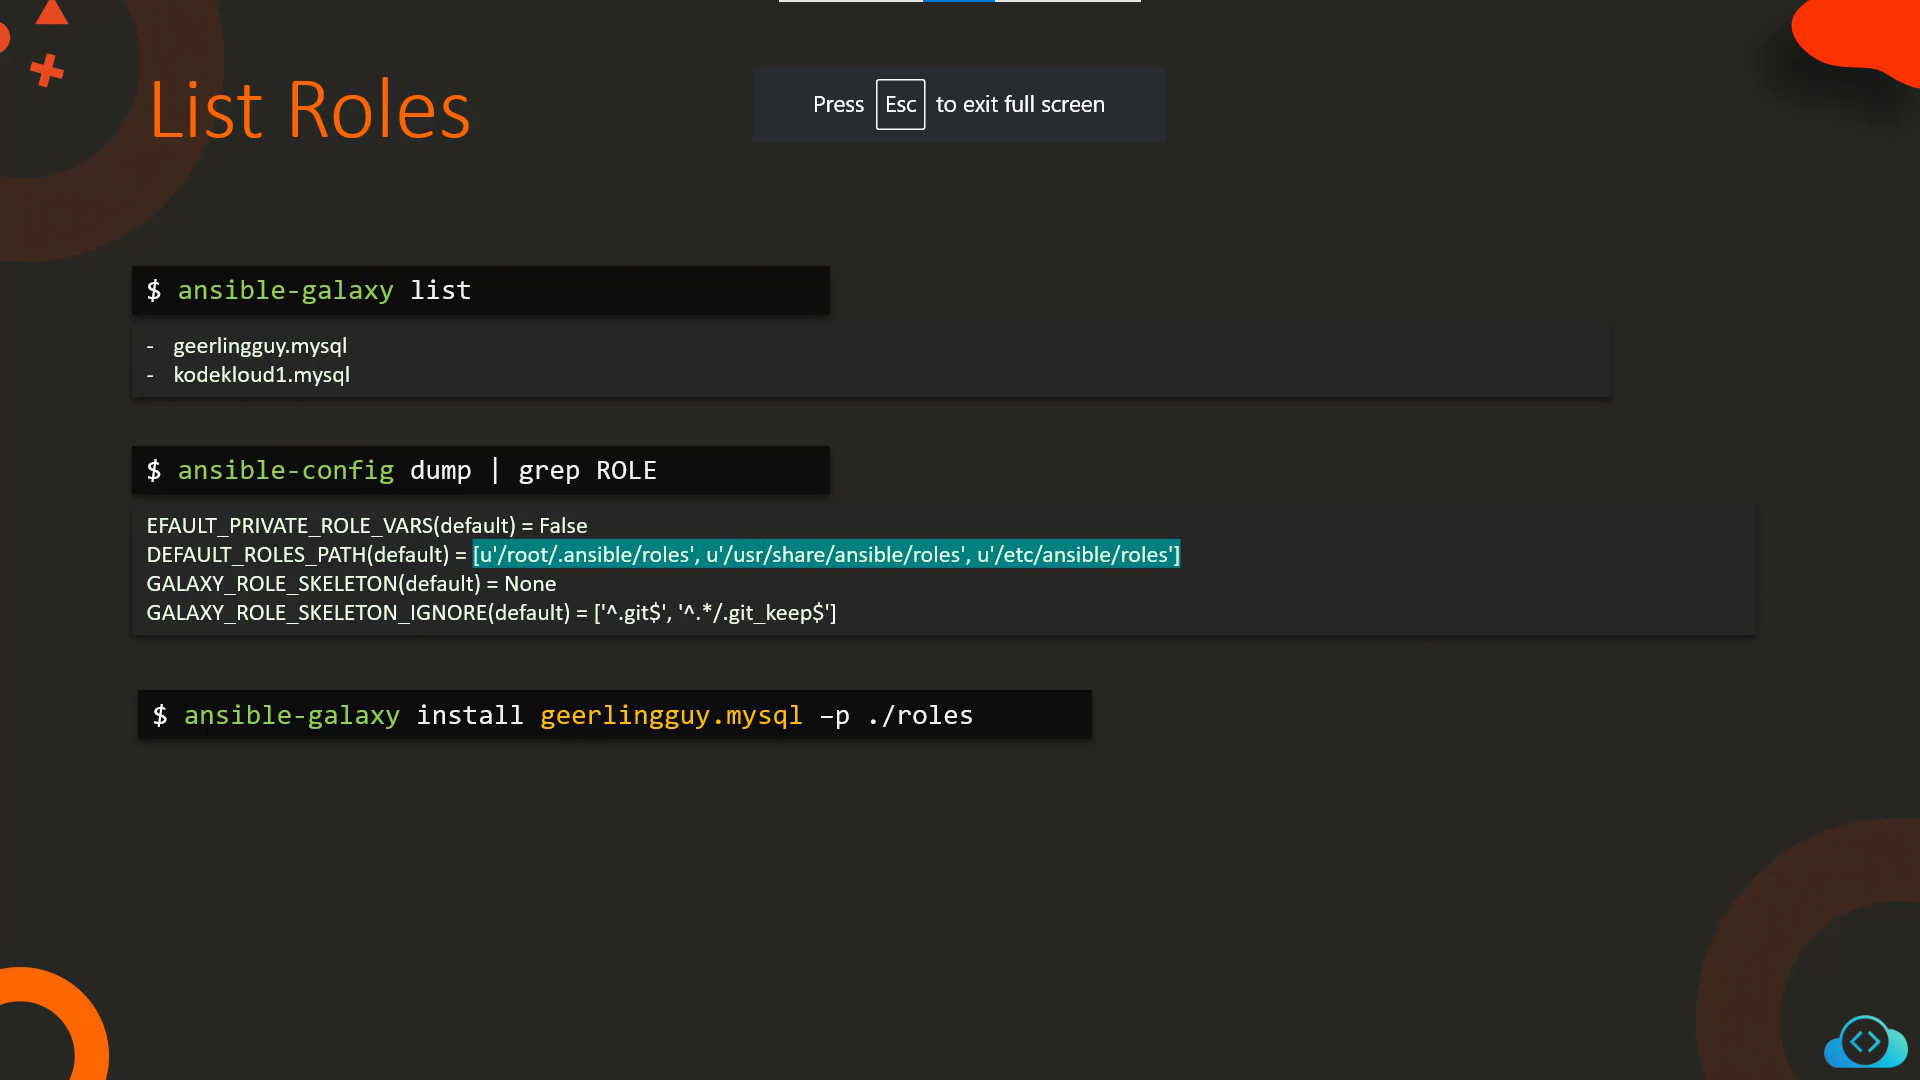 List Roles
Press Esc to exit full screen
$ ansible-galaxy list
- geerlingguy.mysql
- kodekloud1.mysql
$ ansible-config dump | grep ROLE
EFAULT_PRIVATE_ROLE_VARS(default) = False
DEFAULT_ROLES_PATH(default) = [u'/root/.ansible/roles', u'/usr/share/ansible/roles', u'/etc/ansible/roles']
GALAXY_ROLE_SKELETON(default) = None
GALAXY_ROLE_SKELETON_IGNORE(default) = ['^.git$', '^.*/.git_keep$']
$ ansible-galaxy install geerlingguy.mysql –p ./roles